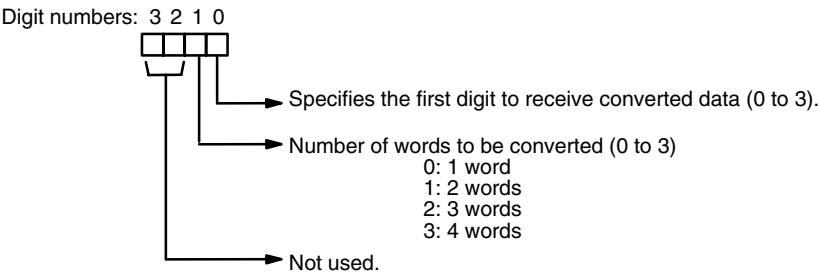 Digit numbers: 3 2 1 0
Specifies the first digit to receive converted data (0 to 3).
Number of words to be converted (0 to 3)
0: 1 word
1: 2 words
2: 3 words
3: 4 words
Not used.